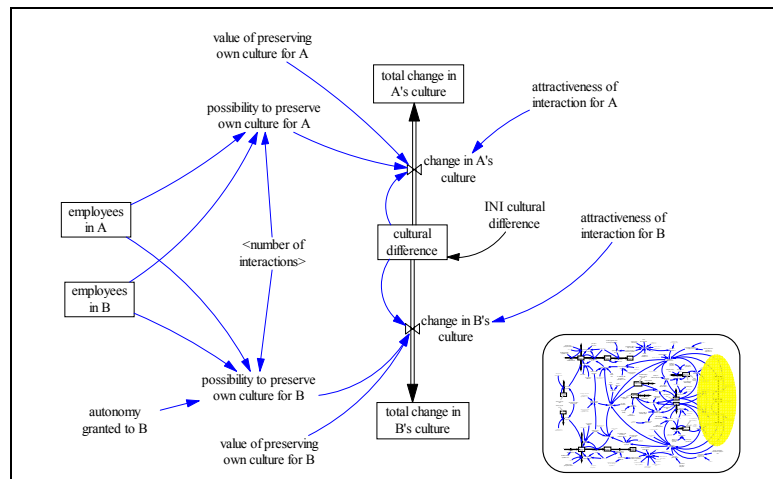 value of preserving
own culture for A
total change in
A's culture
attractiveness of
interaction for A
possibility to preserve
own culture for A
change in A's
culture
employees
in A
INI cultural
difference
attractiveness of
interaction for B
cultural
difference
<number of
interactions>
employees
in B
change in B's
culture
possibility to preserve
own culture for B
autonomy
granted to B
total change in
B's culture
value of preserving
own culture for B